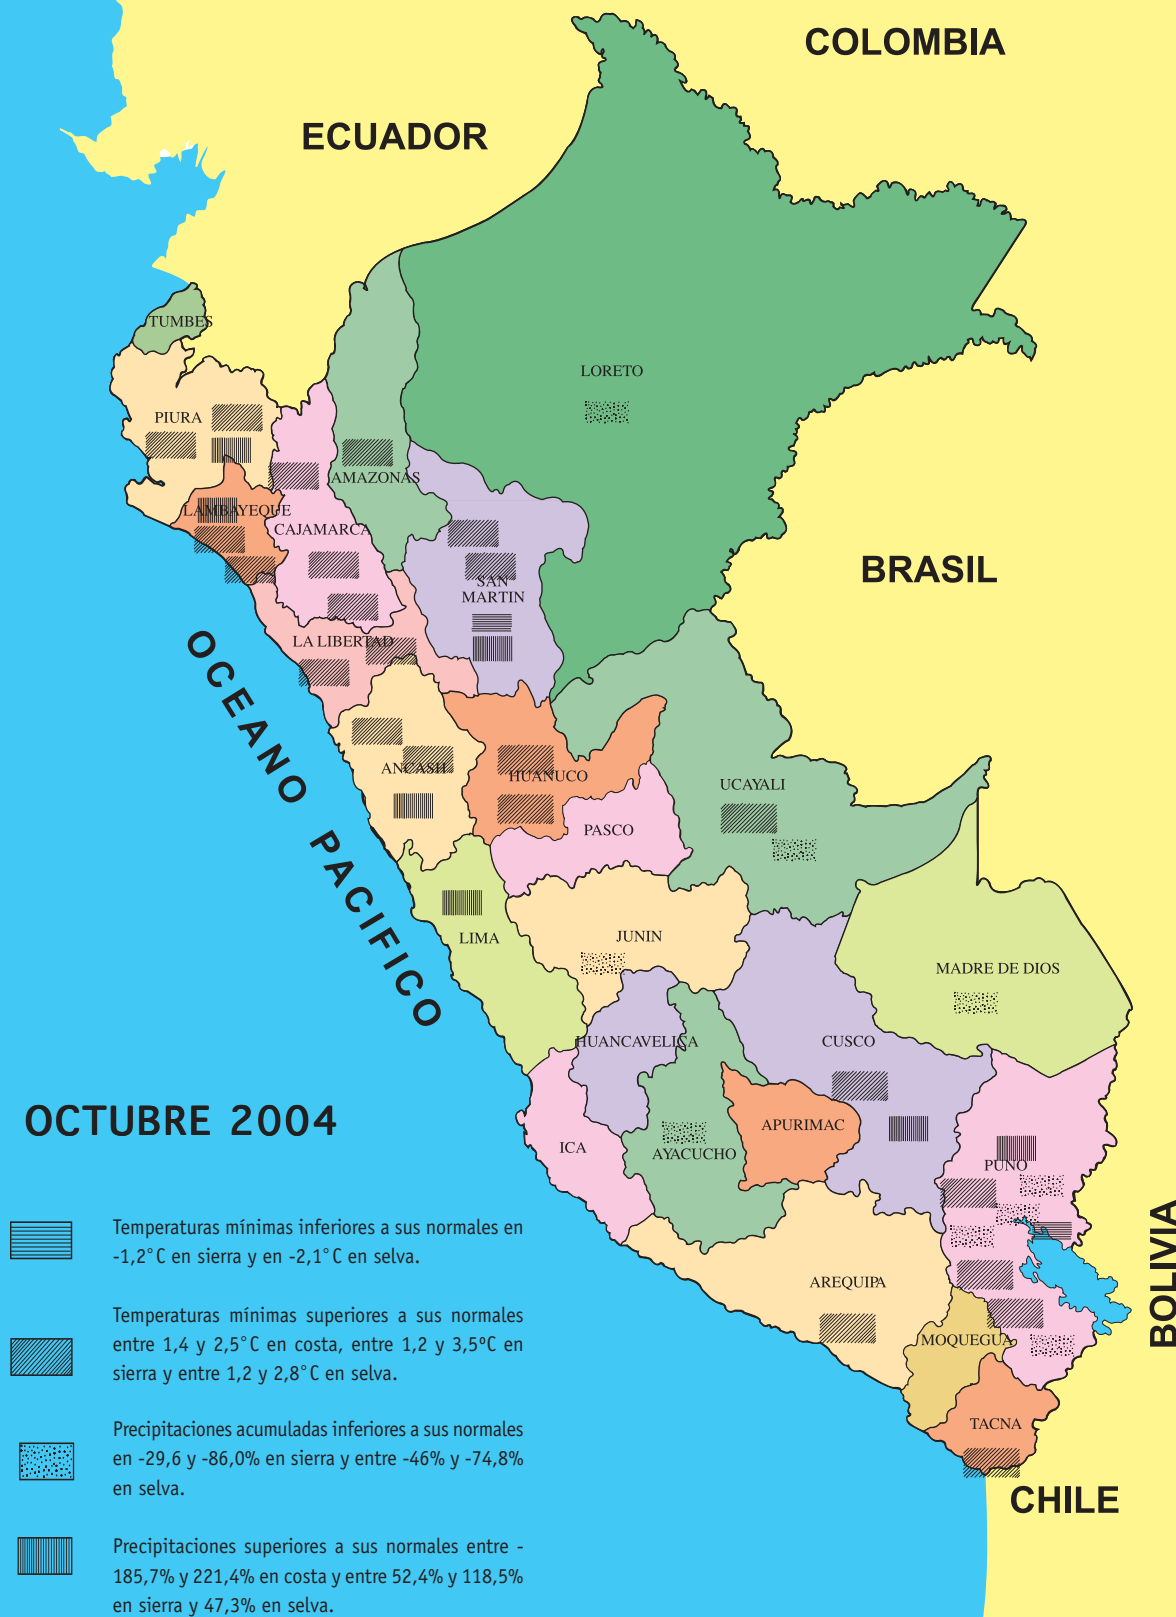 COLOMBIA
ECUADOR
TUMBES
LORETO
PIURA
AMAZONAS
LAMBAYEQUE
CAJAMARCA
BRASIL
SAN
MARTIN
LA LIBERTAD
OCEANO PACIFICO
ANCASH
HUANUCO
UCAYALI
PASCO
LIMA
JUNIN
MADRE DE DIOS
HUANCAVELICA
CUSCO
OCTUBRE 2004
ICA
AYACUCHO
APURIMAC
PUNO
BOLIVIA
AREQUIPA
MOQUEGUA
TACNA
CHILE
Temperaturas mínimas inferiores a sus normales en
-1,2°C en sierra y en -2,1°C en selva.
Temperaturas mínimas superiores a sus normales
entre 1,4 y 2,5°C en costa, entre 1,2 y 3,5ºC en
sierra y entre 1,2 y 2,8°C en selva.
Precipitaciones acumuladas inferiores a sus normales
en -29,6 y -86,0% en sierra y entre -46% y -74,8%
en selva.
Precipitaciones superiores a sus normales entre -
185,7% y 221,4% en costa y entre 52,4% y 118,5%
en sierra y 47,3% en selva.